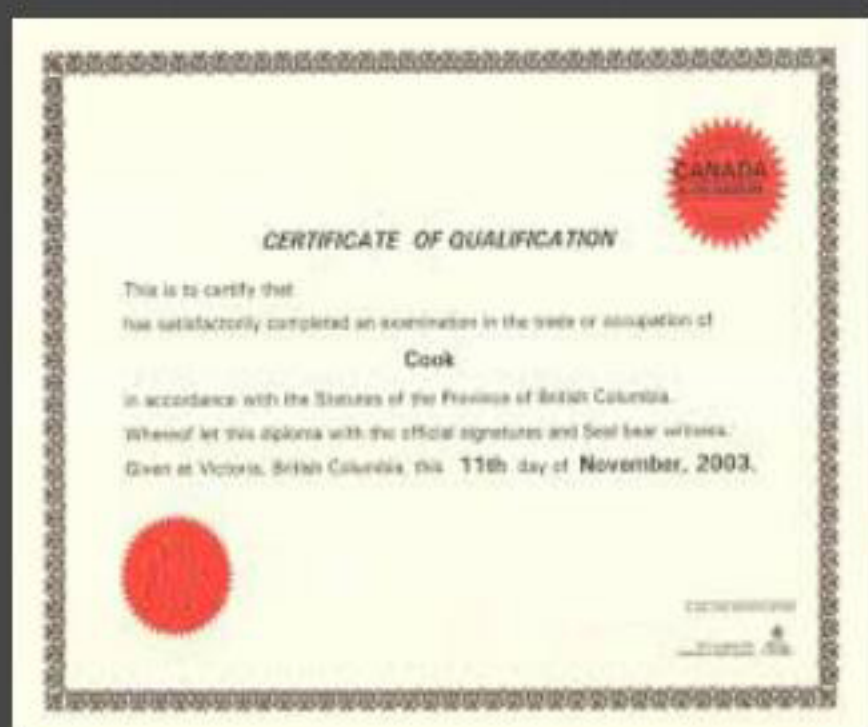 CANADA
CERTIFICATE OF QUALIFICATION
This is to certify that
has satisfactorily completed an examination in the trade or occupation of
Cook
in accordance with the Statutes of the Province of British Columbia.
Whereof let this diploma with the official signatures and Seal bear witness.
Given at Victoria, British Columbia, this 11th day of November, 2003.